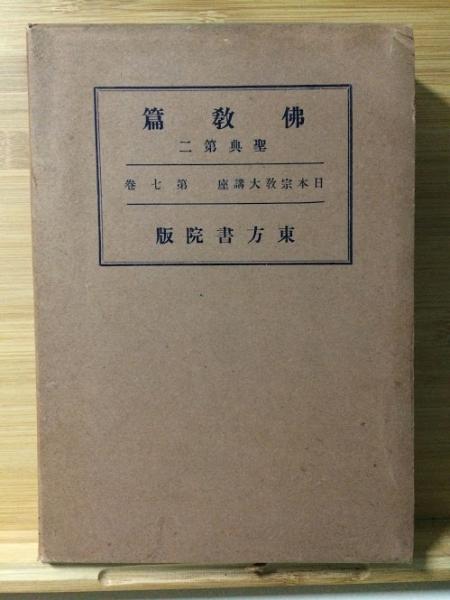 佛教篇
聖典第二
日本宗教大講座 第七卷
東方書院版